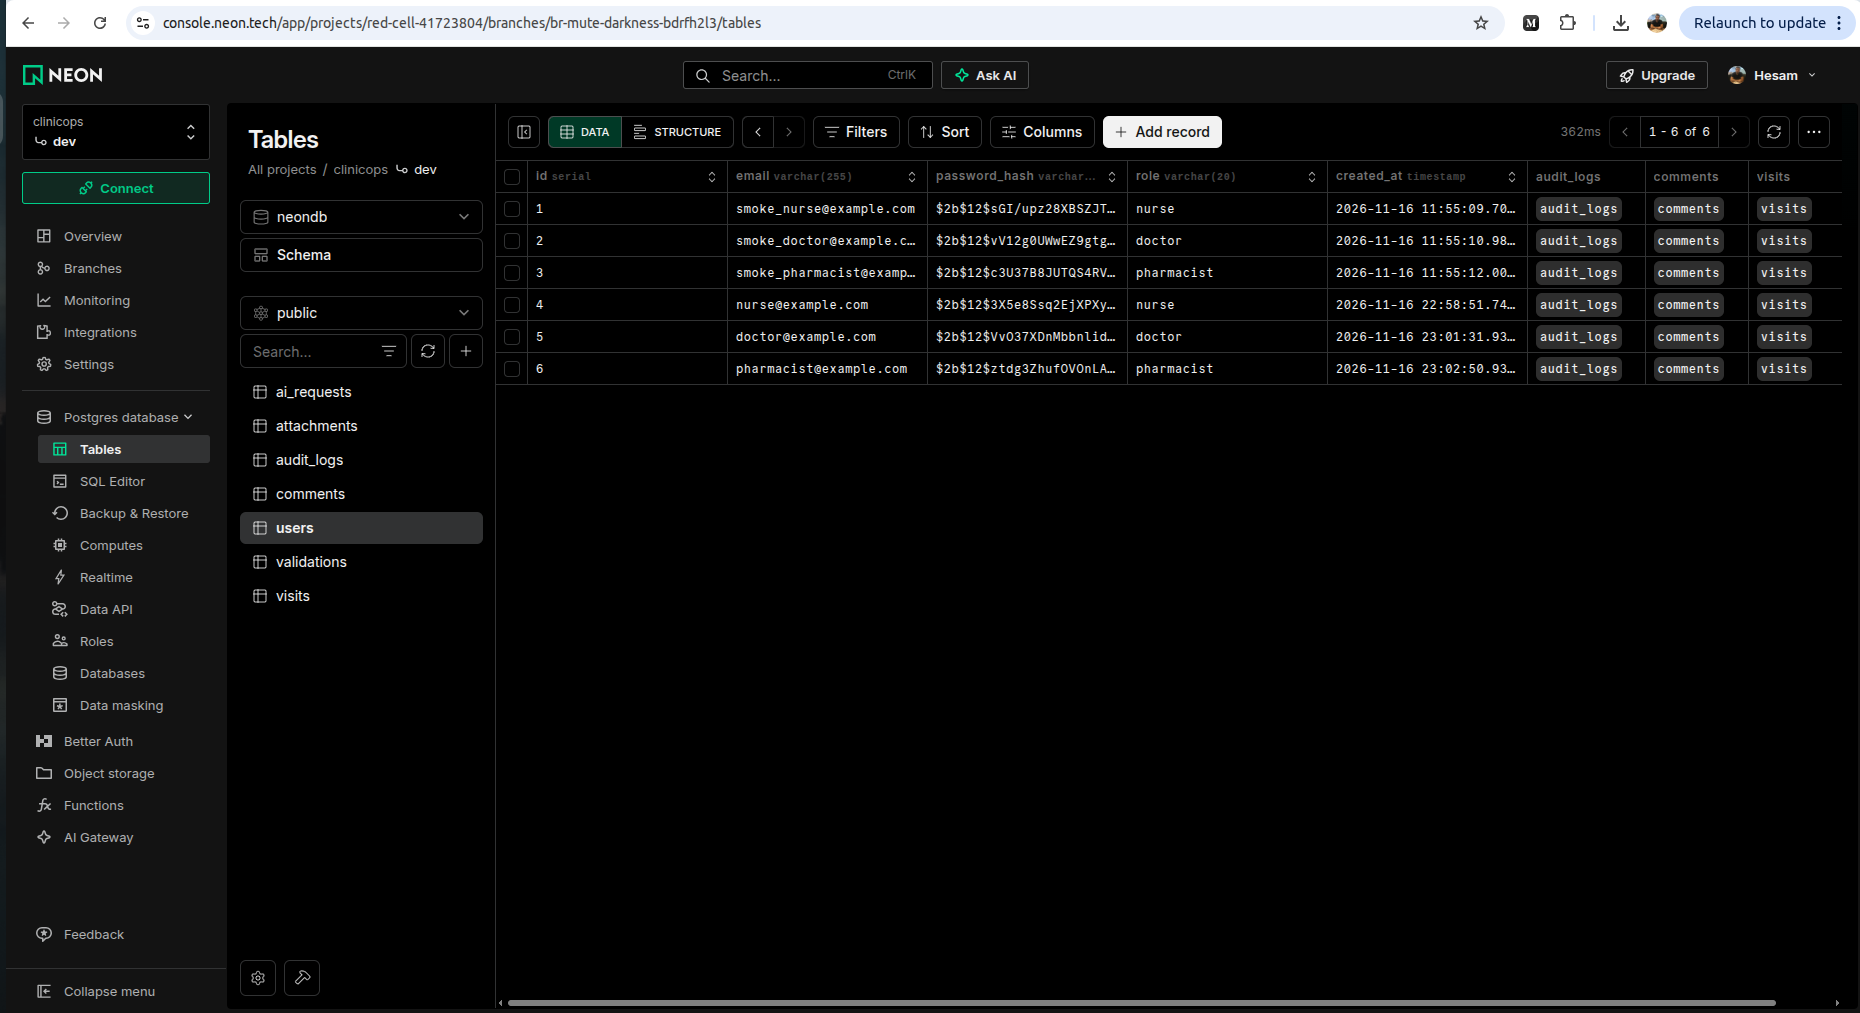 console.neon.tech/app/projects/red-cell-41723804/branches/br-mute-darkness-bdrfh2l3/tables
M
Relaunch to update
NEON
Search...
CtrlK
Ask AI
Upgrade
Hesam
clinicops
dev
Connect
Overview
Branches
Monitoring
Integrations
Settings
Postgres database
Tables
SQL Editor
Backup & Restore
Computes
Realtime
Data API
Roles
Databases
Data masking
Better Auth
Object storage
Functions
AI Gateway
Feedback
Collapse menu
Tables
All projects / clinicops dev
neondb
Schema
public
Search...
ai_requests
attachments
audit_logs
comments
users
validations
visits
DATA STRUCTURE Filters Sort Columns Add record 362ms 1 - 6 of 6
id serial email varchar(255) password_hash varchar... role varchar(20) created_at timestamp audit_logs comments visits
1 smoke_nurse@example.com $2b$12$sGI/upz28XBSZJT... nurse 2026-11-16 11:55:09.70... audit_logs comments visits
2 smoke_doctor@example.c... $2b$12$vV12g0UWwEZ9gtg... doctor 2026-11-16 11:55:10.98... audit_logs comments visits
3 smoke_pharmacist@examp... $2b$12$c3U37B8JUTQS4RV... pharmacist 2026-11-16 11:55:12.00... audit_logs comments visits
4 nurse@example.com $2b$12$3X5e8Ssq2EjXPXy... nurse 2026-11-16 22:58:51.74... audit_logs comments visits
5 doctor@example.com $2b$12$VvO37XDnMbbnlid... doctor 2026-11-16 23:01:31.93... audit_logs comments visits
6 pharmacist@example.com $2b$12$ztdg3ZhufOVOnLA... pharmacist 2026-11-16 23:02:50.93... audit_logs comments visits